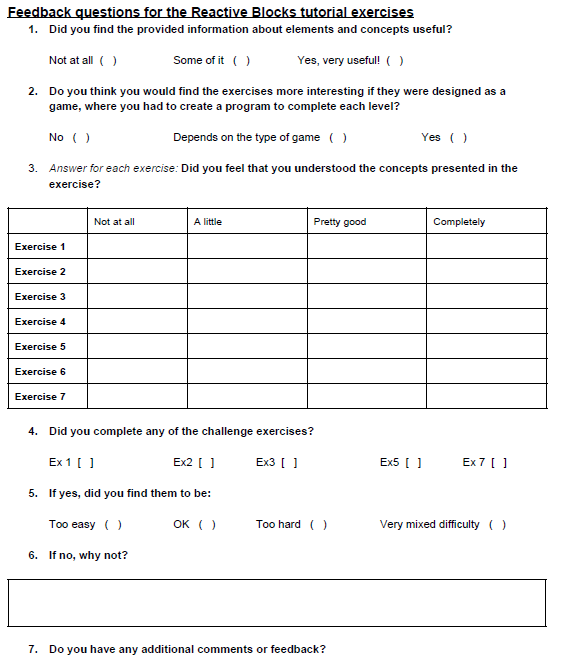 Feedback questions for the Reactive Blocks tutorial exercises
1. Did you find the provided information about elements and concepts useful?
Not at all ( ) Some of it ( ) Yes, very useful! ( )
2. Do you think you would find the exercises more interesting if they were designed as a
game, where you had to create a program to complete each level?
No ( ) Depends on the type of game ( ) Yes ( )
3. Answer for each exercise: Did you feel that you understood the concepts presented in the
exercise?
Not at all A little Pretty good Completely
Exercise 1
Exercise 2
Exercise 3
Exercise 4
Exercise 5
Exercise 6
Exercise 7
4. Did you complete any of the challenge exercises?
Ex 1 [ ] Ex2 [ ] Ex3 [ ] Ex5 [ ] Ex 7 [ ]
5. If yes, did you find them to be:
Too easy ( ) OK ( ) Too hard ( ) Very mixed difficulty ( )
6. If no, why not?
7. Do you have any additional comments or feedback?